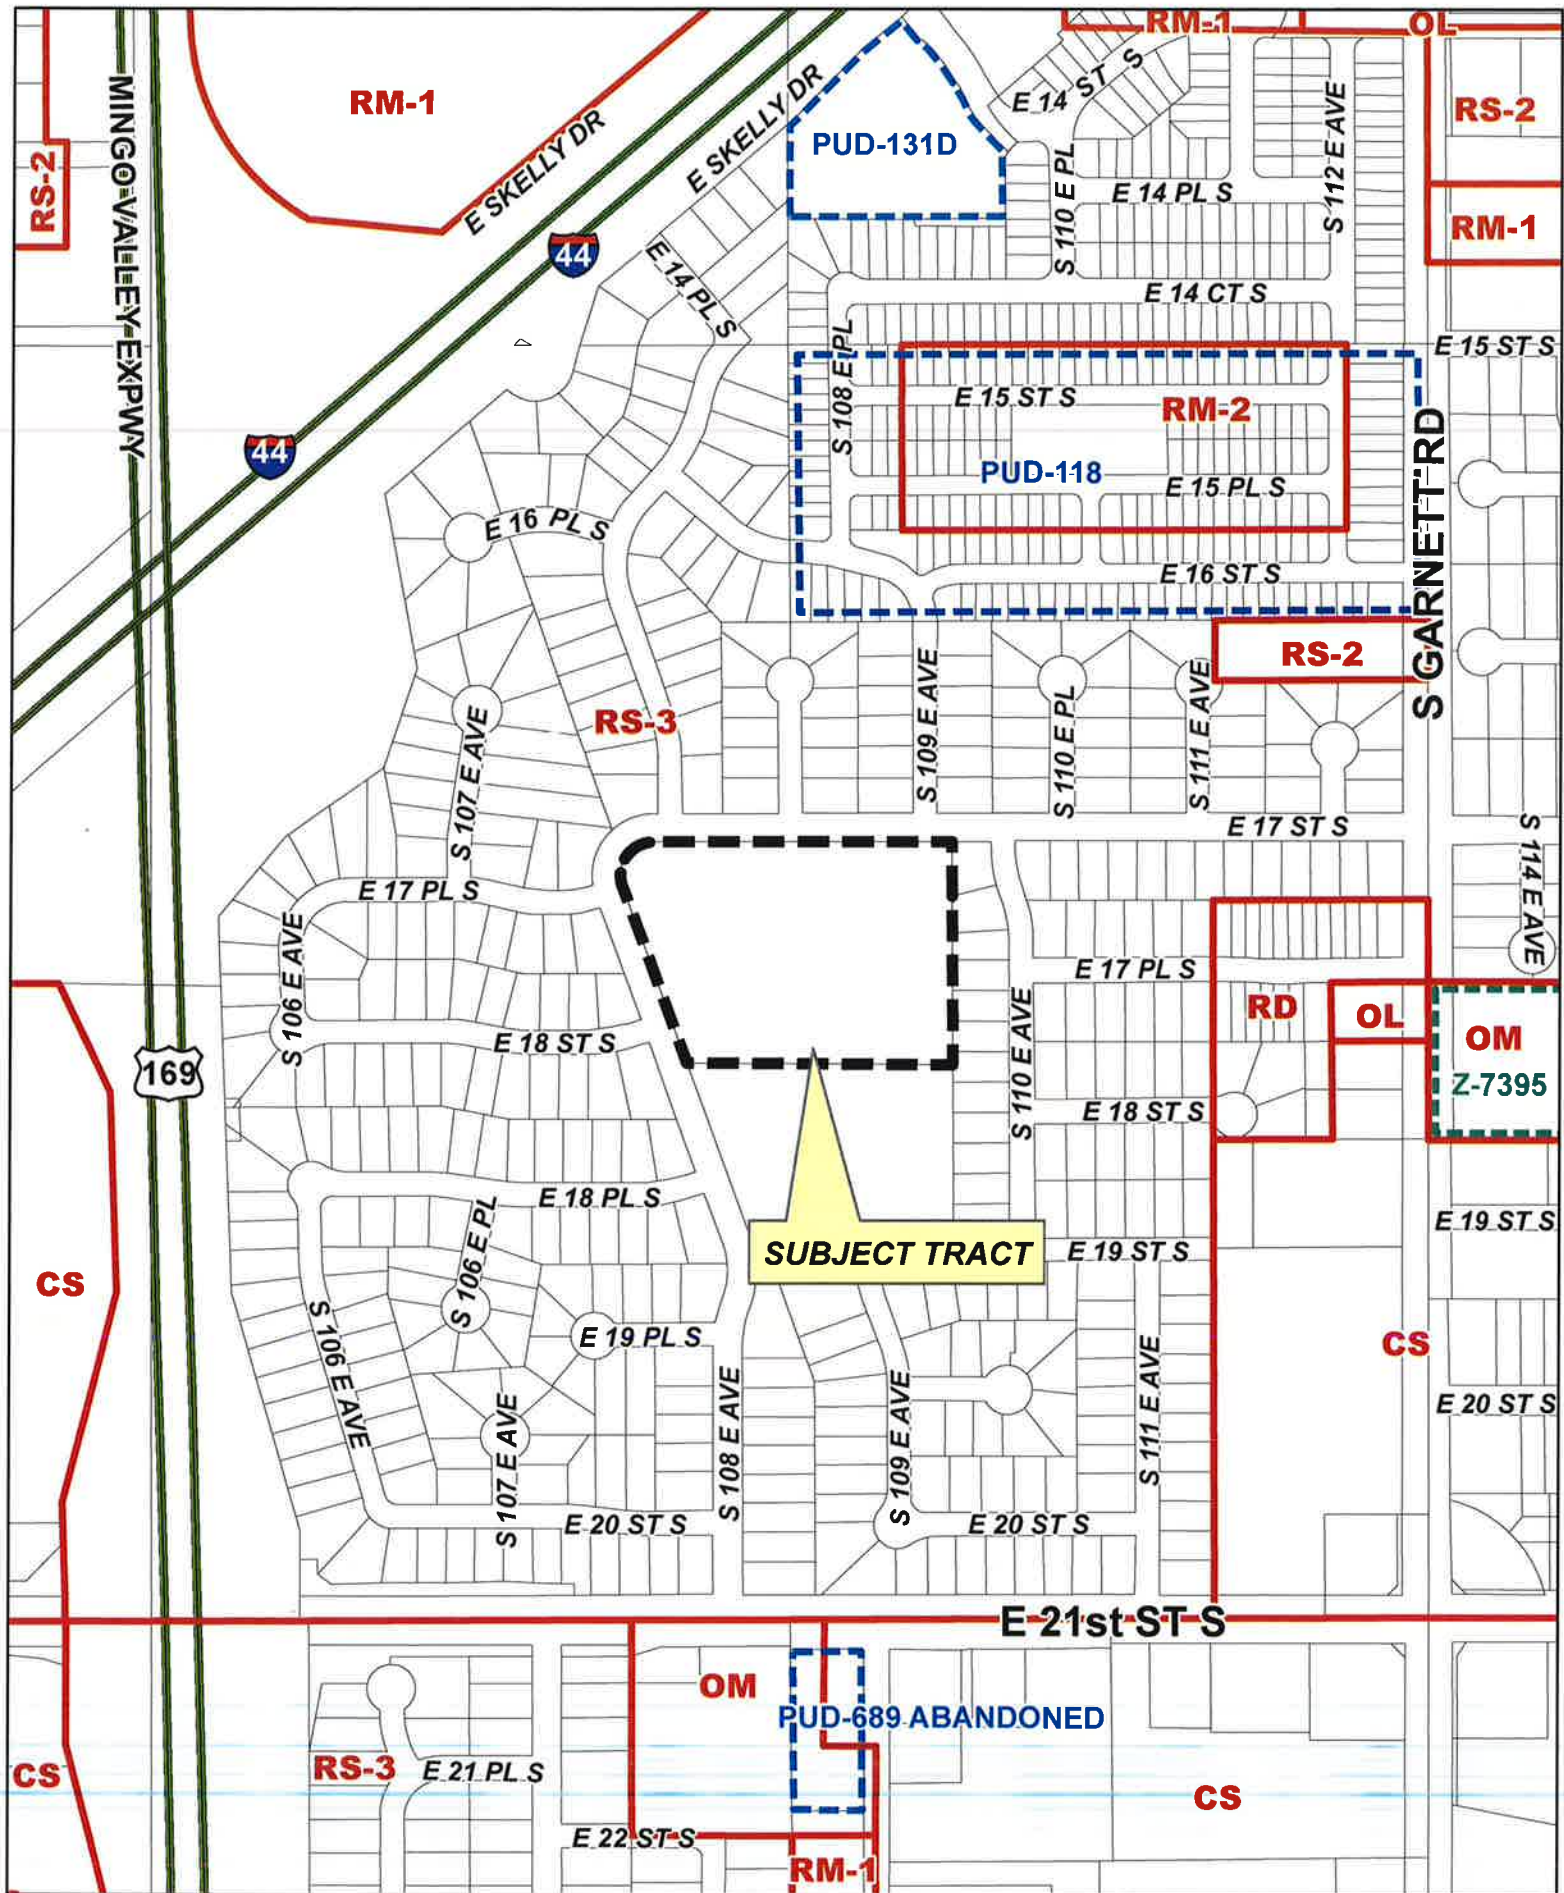 RM-1
OL
RM-1
RS-2
MINGO VALLEY EXPWY
E SKELLY DR
E SKELLY DR
PUD-131D
E 14 ST S
S 112 E AVE
RS-2
S 110 E PL
E 14 PL S
RM-1
44
E 14 PL S
E 14 CT S
S 108 E PL
E 15 ST S
E 15 ST S
RM-2
44
PUD-118
E 15 PL S
E 16 PL S
E 16 ST S
S GARNETT RD
RS-2
RS-3
S 107 E AVE
S 109 E AVE
S 110 E PL
S 111 E AVE
E 17 ST S
S 114 E AVE
E 17 PL S
S 106 E AVE
E 17 PL S
RD
OL
OM
Z-7395
E 18 ST S
169
S 110 E AVE
E 18 ST S
E 18 PL S
S 106 E PL
SUBJECT TRACT
E 19 ST S
E 19 ST S
CS
S 106 E AVE
E 19 PL S
CS
S 107 E AVE
S 108 E AVE
S 109 E AVE
S 111 E AVE
E 20 ST S
E 20 ST S
E 20 ST S
E 21st ST S
OM
PUD-689 ABANDONED
CS
RS-3
E 21 PL S
CS
E 22 ST S
RM-1